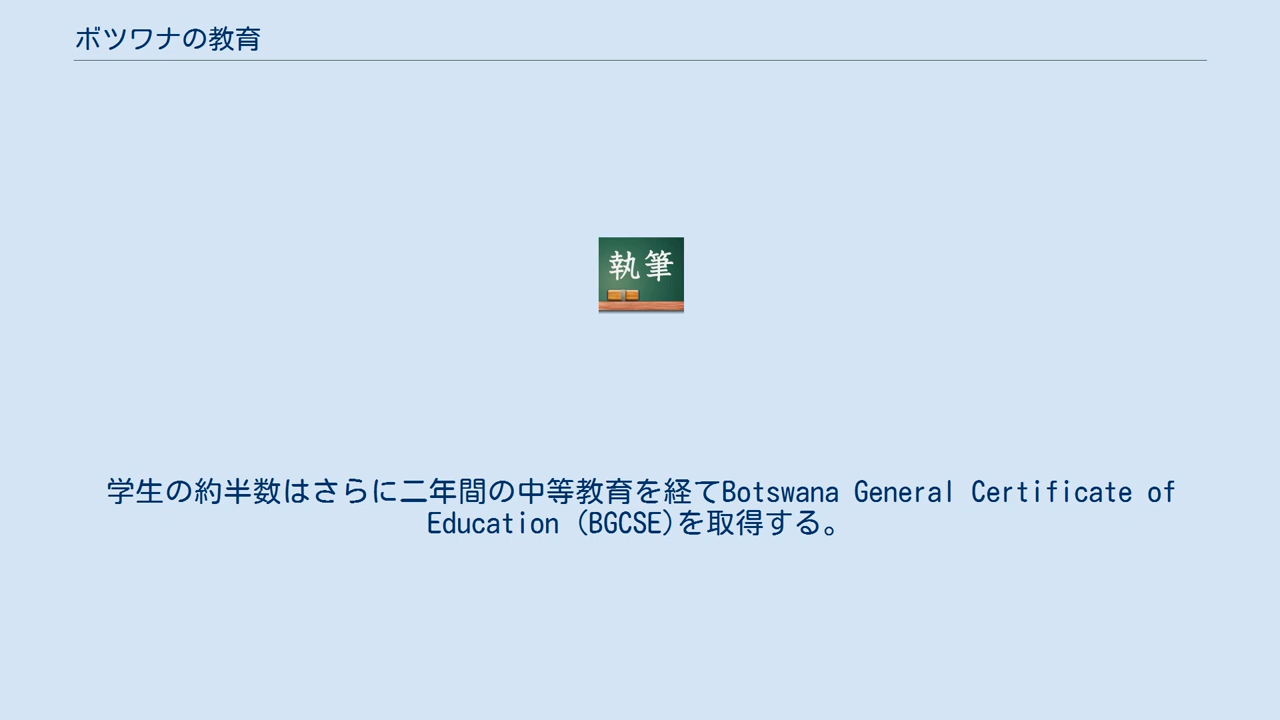 ボツワナの教育
執筆
学生の約半数はさらに二年間の中等教育を経てBotswana General Certificate of
Education (BGCSE)を取得する。